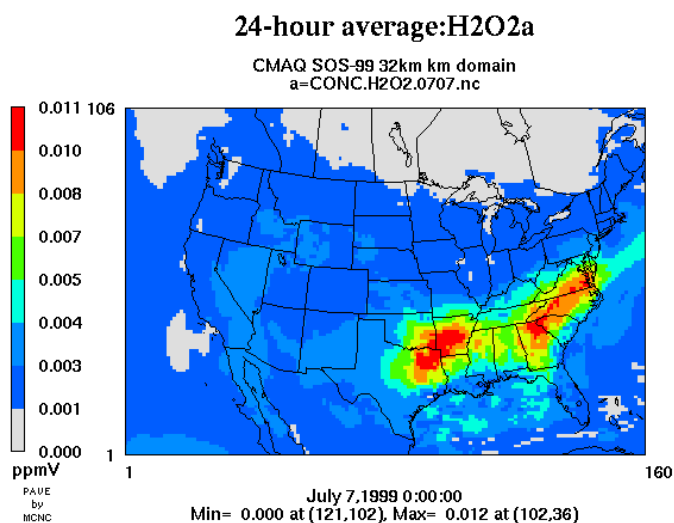 24-hour average:H2O2a
CMAQ SOS-99 32km km domain
a=CONC.H2O2.0707.nc
0.011
0.010
0.008
0.007
0.005
0.004
0.003
0.001
0.000
ppmV
PAVE
by
MCNC
106
1
1
160
July 7,1999 0:00:00
Min= 0.000 at (121,102), Max= 0.012 at (102,36)